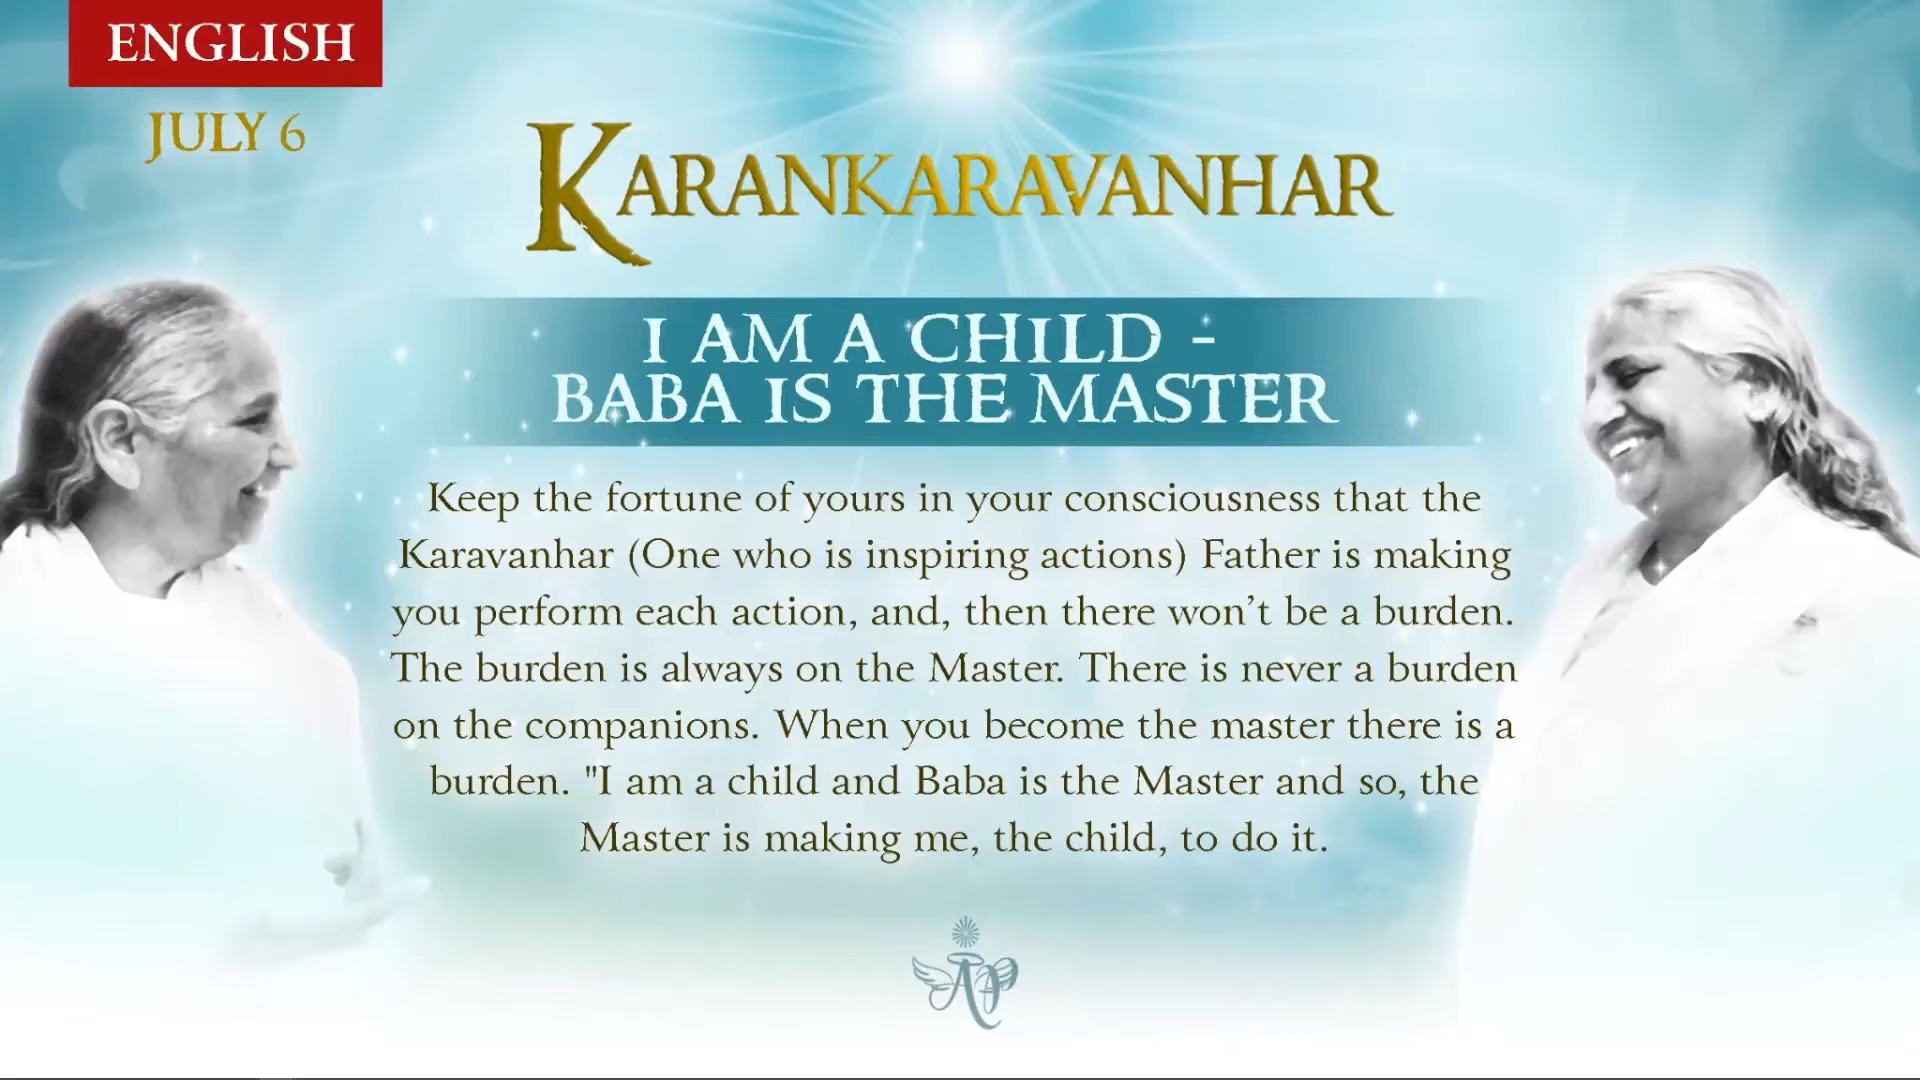 ENGLISH
JULY 6
KARANKARAVANHAR
I AM A CHILD -
BABA IS THE MASTER
Keep the fortune of yours in your consciousness that the
Karavanhar (One who is inspiring actions) Father is making
you perform each action, and, then there won’t be a burden.
The burden is always on the Master. There is never a burden
on the companions. When you become the master there is a
burden. "I am a child and Baba is the Master and so, the
Master is making me, the child, to do it.